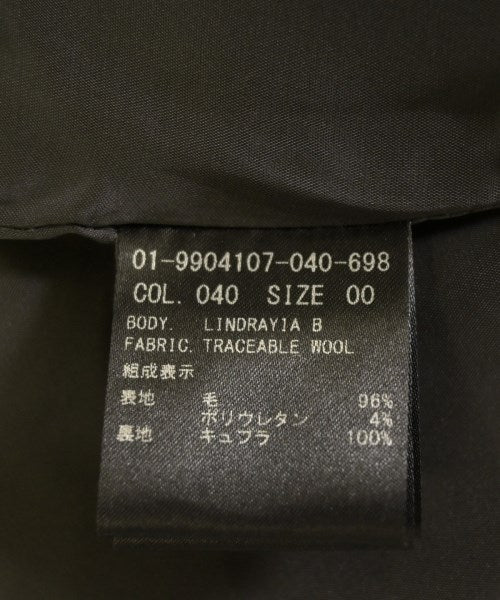 01-9904107-040-698
COL. 040 SIZE 00
BODY. LINDRAYIA B
FABRIC. TRACEABLE WOOL
組成表示
表地 毛 96%
ポリウレタン 4%
裏地 キュプラ 100%